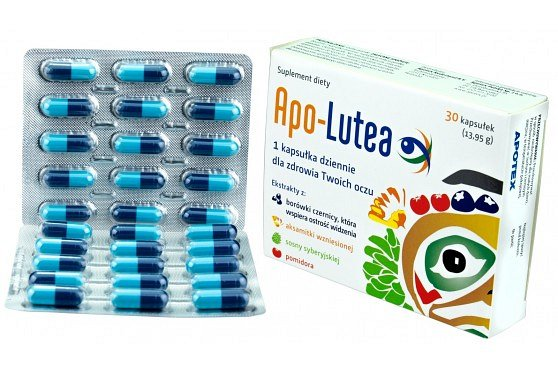 Suplement diety
Apo-Lutea
30 kapsułek
(13,95 g)
1 kapsułka dziennie
dla zdrowia Twoich oczu
Ekstrakty z:
borówki czernicy, która
wspiera ostrość widzenia
aksamitki wzniesionej
sosny syberyjskiej
pomidora
APOTEX